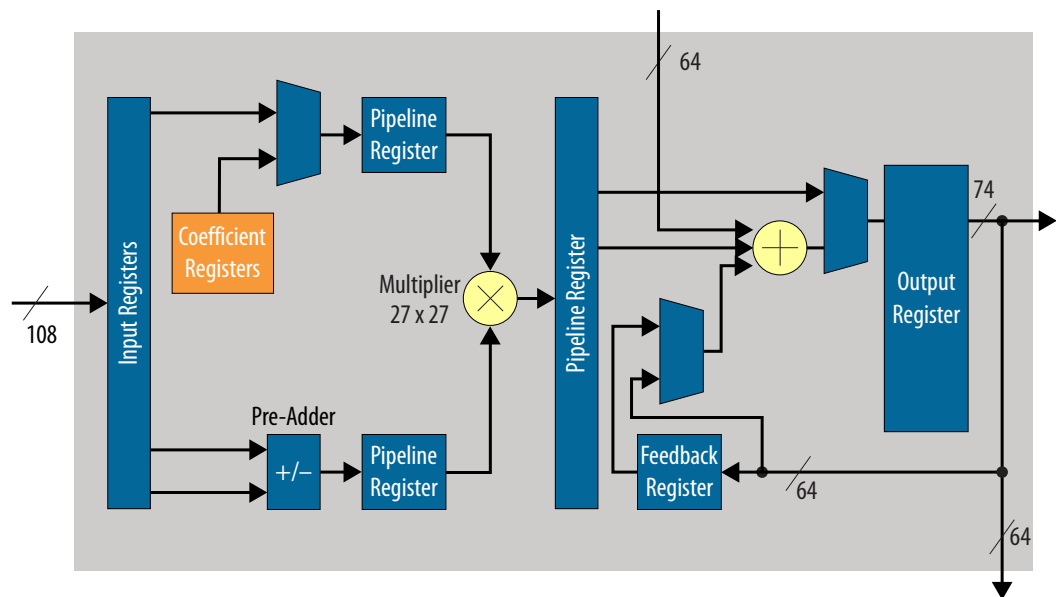 64
Pipeline
Register
74
Coefficient
Registers
Input Registers
108
Multiplier
27 x 27
Pipeline Register
Output
Register
Pre-Adder
+/−
Pipeline
Register
Feedback
Register
64
64